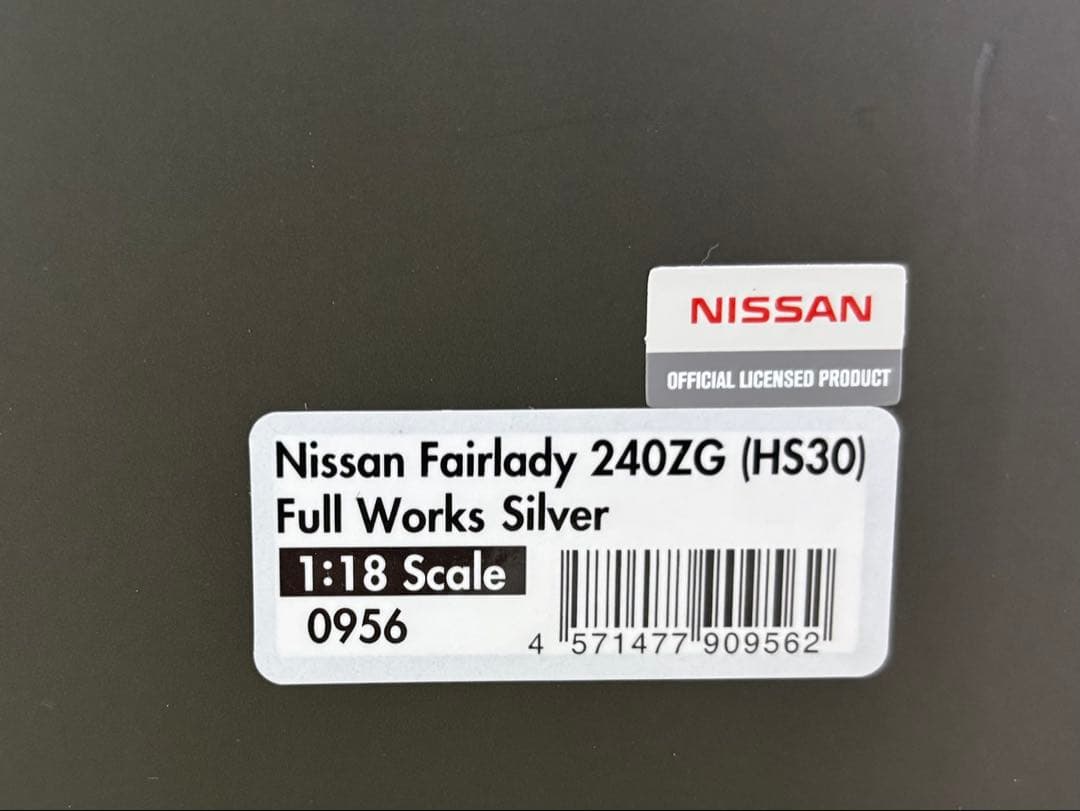 NISSAN
OFFICIAL LICENSED PRODUCT
Nissan Fairlady 240ZG (HS30)
Full Works Silver
1:18 Scale
0956
4 571477 909562